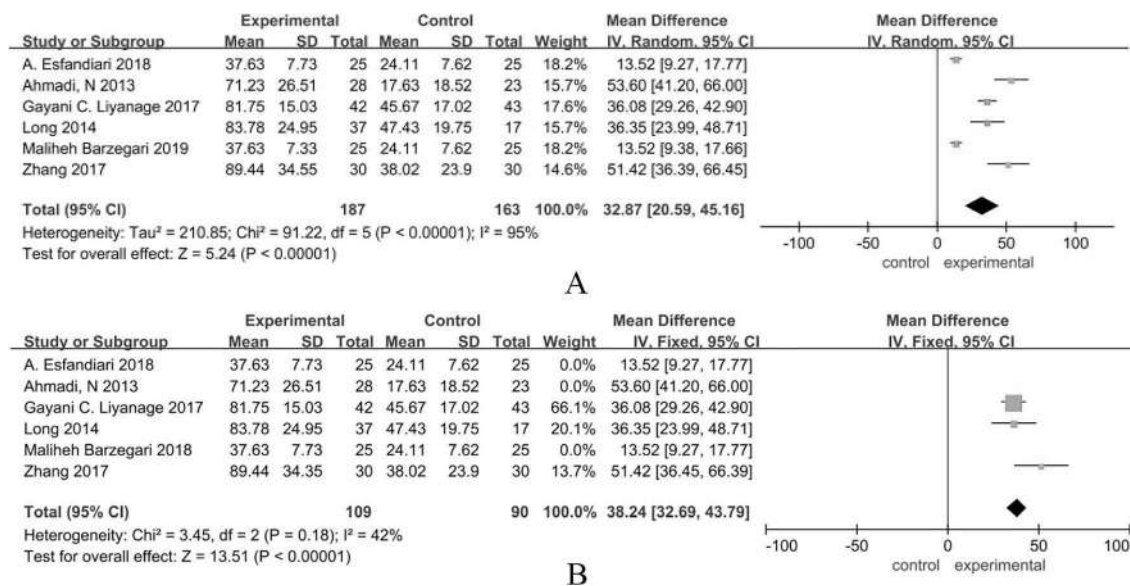 Experimental Control Mean Difference Mean Difference
Study or Subgroup Mean SD Total Mean SD Total Weight IV, Random, 95% CI IV, Random, 95% CI
A. Esfandiari 2018 37.63 7.73 25 24.11 7.62 25 18.2% 13.52 [9.27, 17.77]
Ahmadi, N 2013 71.23 26.51 28 17.63 18.52 23 15.7% 53.60 [41.20, 66.00]
Gayani C. Liyanage 2017 81.75 15.03 42 45.67 17.02 43 17.6% 36.08 [29.26, 42.90]
Long 2014 83.78 24.95 37 47.43 19.75 17 15.7% 36.35 [23.99, 48.71]
Maliheh Barzegari 2019 37.63 7.33 25 24.11 7.62 25 18.2% 13.52 [9.38, 17.66]
Zhang 2017 89.44 34.55 30 38.02 23.9 30 14.6% 51.42 [36.39, 66.45]
Total (95% CI) 187 163 100.0% 32.87 [20.59, 45.16]
Heterogeneity: Tau² = 210.85; Chi² = 91.22, df = 5 (P < 0.00001); I² = 95%
Test for overall effect: Z = 5.24 (P < 0.00001)
-100 -50 0 50 100
control experimental
A
Experimental Control Mean Difference Mean Difference
Study or Subgroup Mean SD Total Mean SD Total Weight IV, Fixed, 95% CI IV, Fixed, 95% CI
A. Esfandiari 2018 37.63 7.73 25 24.11 7.62 25 0.0% 13.52 [9.27, 17.77]
Ahmadi, N 2013 71.23 26.51 28 17.63 18.52 23 0.0% 53.60 [41.20, 66.00]
Gayani C. Liyanage 2017 81.75 15.03 42 45.67 17.02 43 66.1% 36.08 [29.26, 42.90]
Long 2014 83.78 24.95 37 47.43 19.75 17 20.1% 36.35 [23.99, 48.71]
Maliheh Barzegari 2018 37.63 7.73 25 24.11 7.62 25 0.0% 13.52 [9.27, 17.77]
Zhang 2017 89.44 34.35 30 38.02 23.9 30 13.7% 51.42 [36.45, 66.39]
Total (95% CI) 109 90 100.0% 38.24 [32.69, 43.79]
Heterogeneity: Chi² = 3.45, df = 2 (P = 0.18); I² = 42%
Test for overall effect: Z = 13.51 (P < 0.00001)
-100 -50 0 50 100
control experimental
B